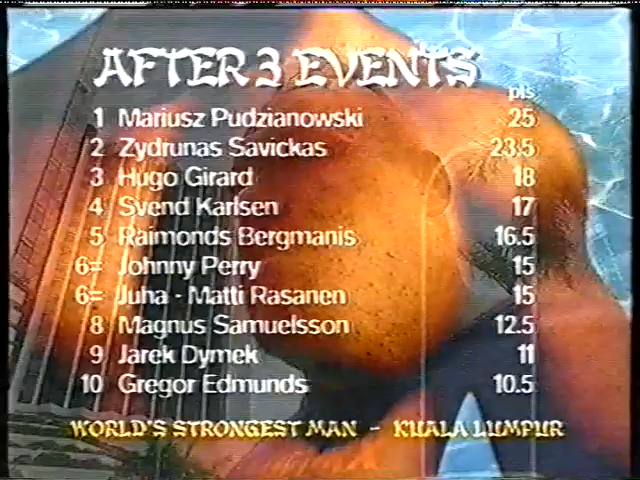 AFTER 3 EVENTS
pts
1 Mariusz Pudzianowski 25
2 Zydrunas Savickas 23.5
3 Hugo Girard 18
4 Svend Karlsen 17
5 Raimonds Bergmanis 16.5
6= Johnny Perry 15
6= Juha - Matti Rasanen 15
8 Magnus Samuelsson 12.5
9 Jarek Dymek 11
10 Gregor Edmunds 10.5
WORLD'S STRONGEST MAN - KUALA LUMPUR